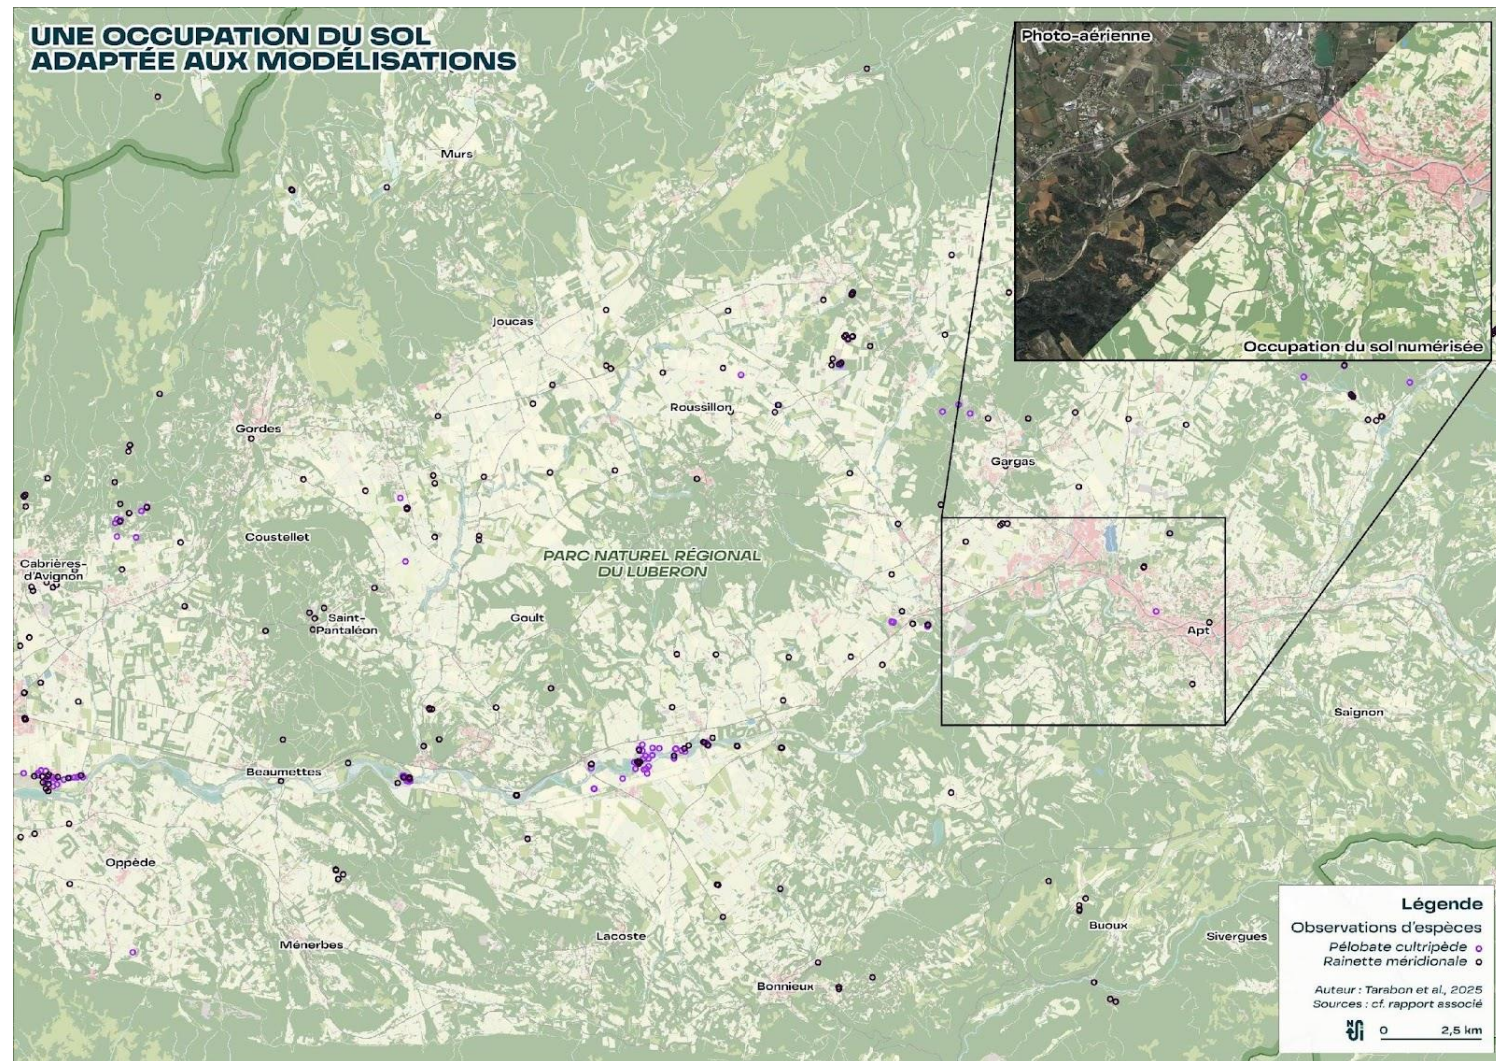 UNE OCCUPATION DU SOL
ADAPTÉE AUX MODÉLISATIONS
Photo-aérienne
Occupation du sol numérisée
Murs
Joucas
Roussillon
Gordes
Gargas
Coustellet
PARC NATUREL RÉGIONAL
DU LUBERON
Cabrières-
d'Avignon
Saint-
Pantaléon
Goult
Apt
Saignon
Beaumettes
Oppède
Ménerbes
Lacoste
Bonnieux
Buoux
Sivergues
Légende
Observations d'espèces
Pélobate cultripède
Rainette méridionale
Auteur : Tarabon et al., 2025
Sources : cf. rapport associé
N
0 2,5 km